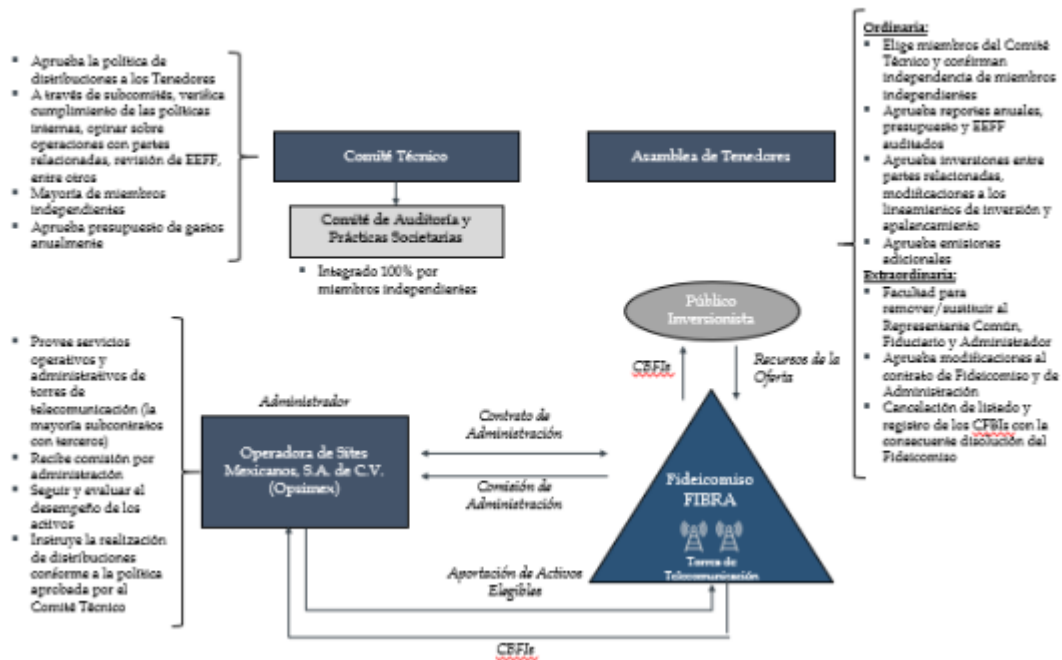 ▪ Aprueba la política de
distribuciones a los Tenedores
▪ A través de subcomités, verifica
cumplimiento de las políticas
internas, opinar sobre
operaciones con partes
relacionadas, revisión de EEFF,
entre otros
▪ Mayoría de miembros
independientes
▪ Aprueba presupuesto de gastos
anualmente
Comité Técnico
Comité de Auditoría y
Prácticas Societarias
▪ Integrado 100% por
miembros independientes
Asamblea de Tenedores
Ordinaria:
▪ Elige miembros del Comité
Técnico y confirman
independencia de miembros
independientes
▪ Aprueba reportes anuales,
presupuesto y EEFF
auditados
▪ Aprueba inversiones entre
partes relacionadas,
modificaciones a los
lineamientos de inversión y
apalancamiento
▪ Aprueba emisiones
adicionales
Extraordinaria:
▪ Facultad para
remover/sustituir al
Representante Común,
Fiduciario y Administrador
▪ Aprueba modificaciones al
contrato de Fideicomiso y de
Administración
▪ Cancelación de listado y
registro de los CFBIs con la
consecuente disolución del
Fideicomiso
Público
Inversionista
CBFIs
Recursos de la
Oferta
▪ Provee servicios
operativos y
administrativos de
torres de
telecomunicación (la
mayoría subcontratos
con terceros)
▪ Recibe comisión por
administración
▪ Seguir y evaluar el
desempeño de los
activos
▪ Instruye la realización
de distribuciones
conforme a la política
aprobada por el
Comité Técnico
Administrador
Operadora de Sites
Mexicanos, S.A. de C.V.
(Opsimex)
Contrato de
Administración
Comisión de
Administración
Fideicomiso
FIBRA
Torres de
Telecomunicación
Aportación de Activos
Elegibles
CBFIs